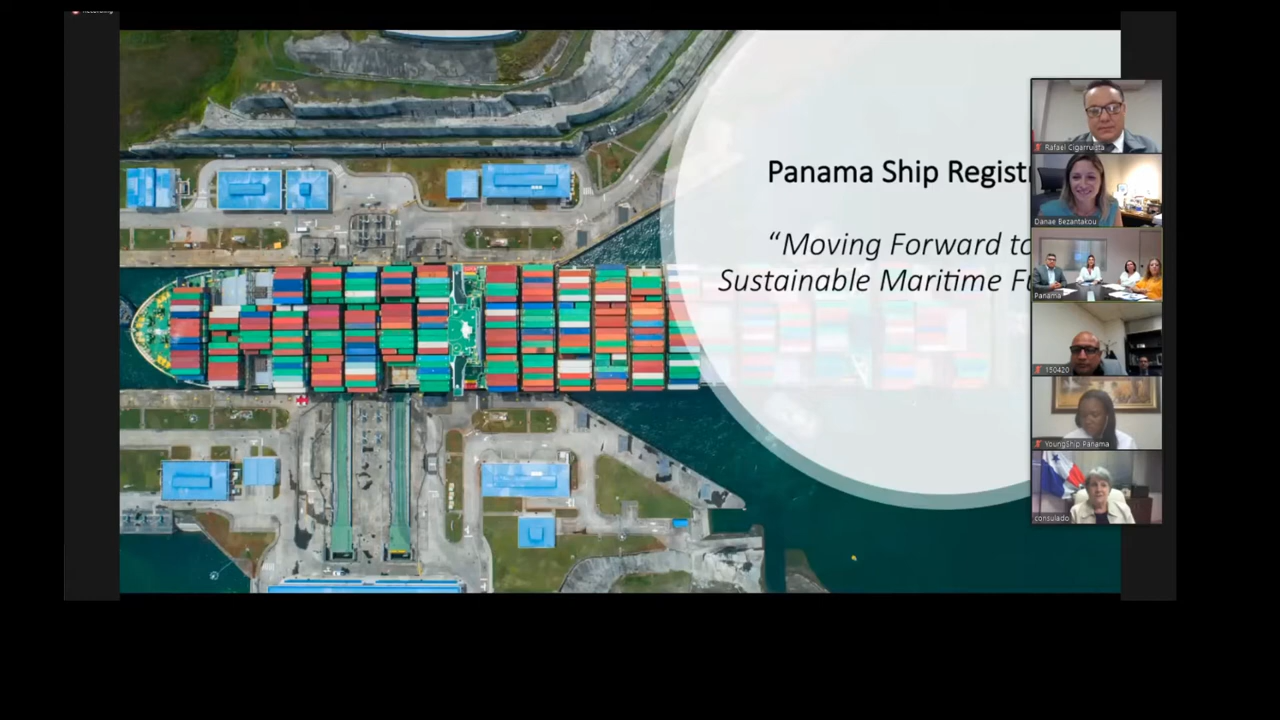 Panama Ship Regist
“Moving Forward to
Sustainable Maritime F
Rafael Cigarruista
Danae Bezantakou
Panama
150420
YoungShip Panama
consulado